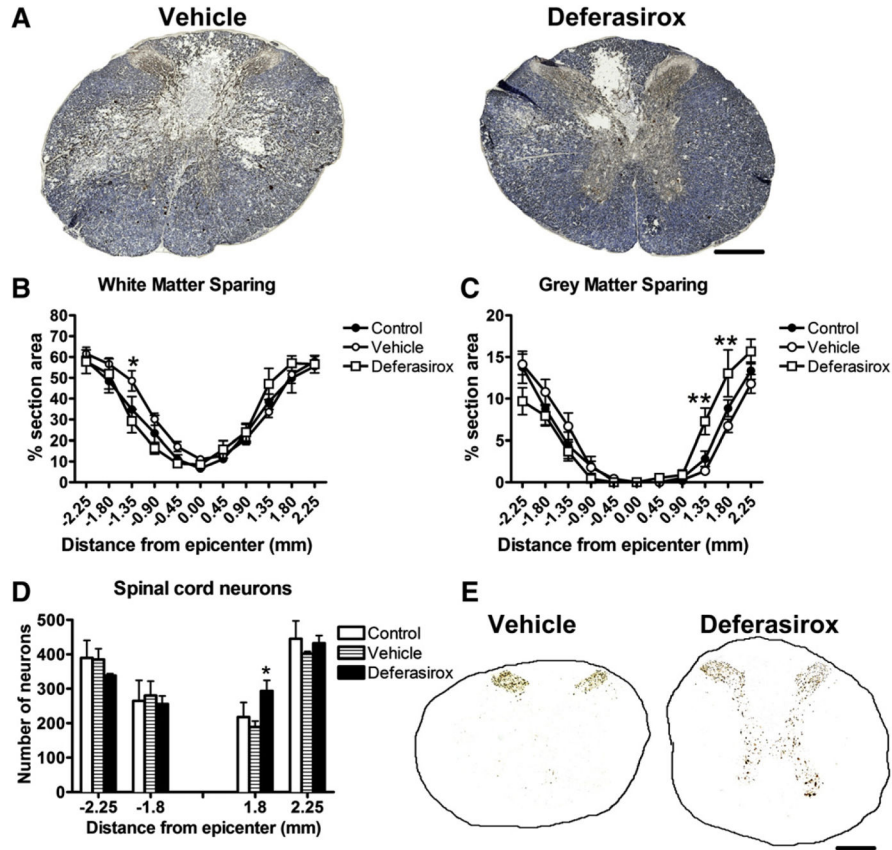 A
Vehicle
Deferasirox
B
White Matter Sparing
% section area
80
70
60
50
40
30
20
10
0
*
-2.25
-1.80
-1.35
-0.90
-0.45
0.00
0.45
0.90
1.35
1.80
2.25
Distance from epicenter (mm)
Control
Vehicle
Deferasirox
C
Grey Matter Sparing
% section area
20
15
10
5
0
**
**
-2.25
-1.80
-1.35
-0.90
-0.45
0.00
0.45
0.90
1.35
1.80
2.25
Distance from epicenter (mm)
Control
Vehicle
Deferasirox
D
Spinal cord neurons
Number of neurons
500
400
300
200
100
0
*
-2.25
-1.8
1.8
2.25
Distance from epicenter (mm)
Control
Vehicle
Deferasirox
E
Vehicle
Deferasirox